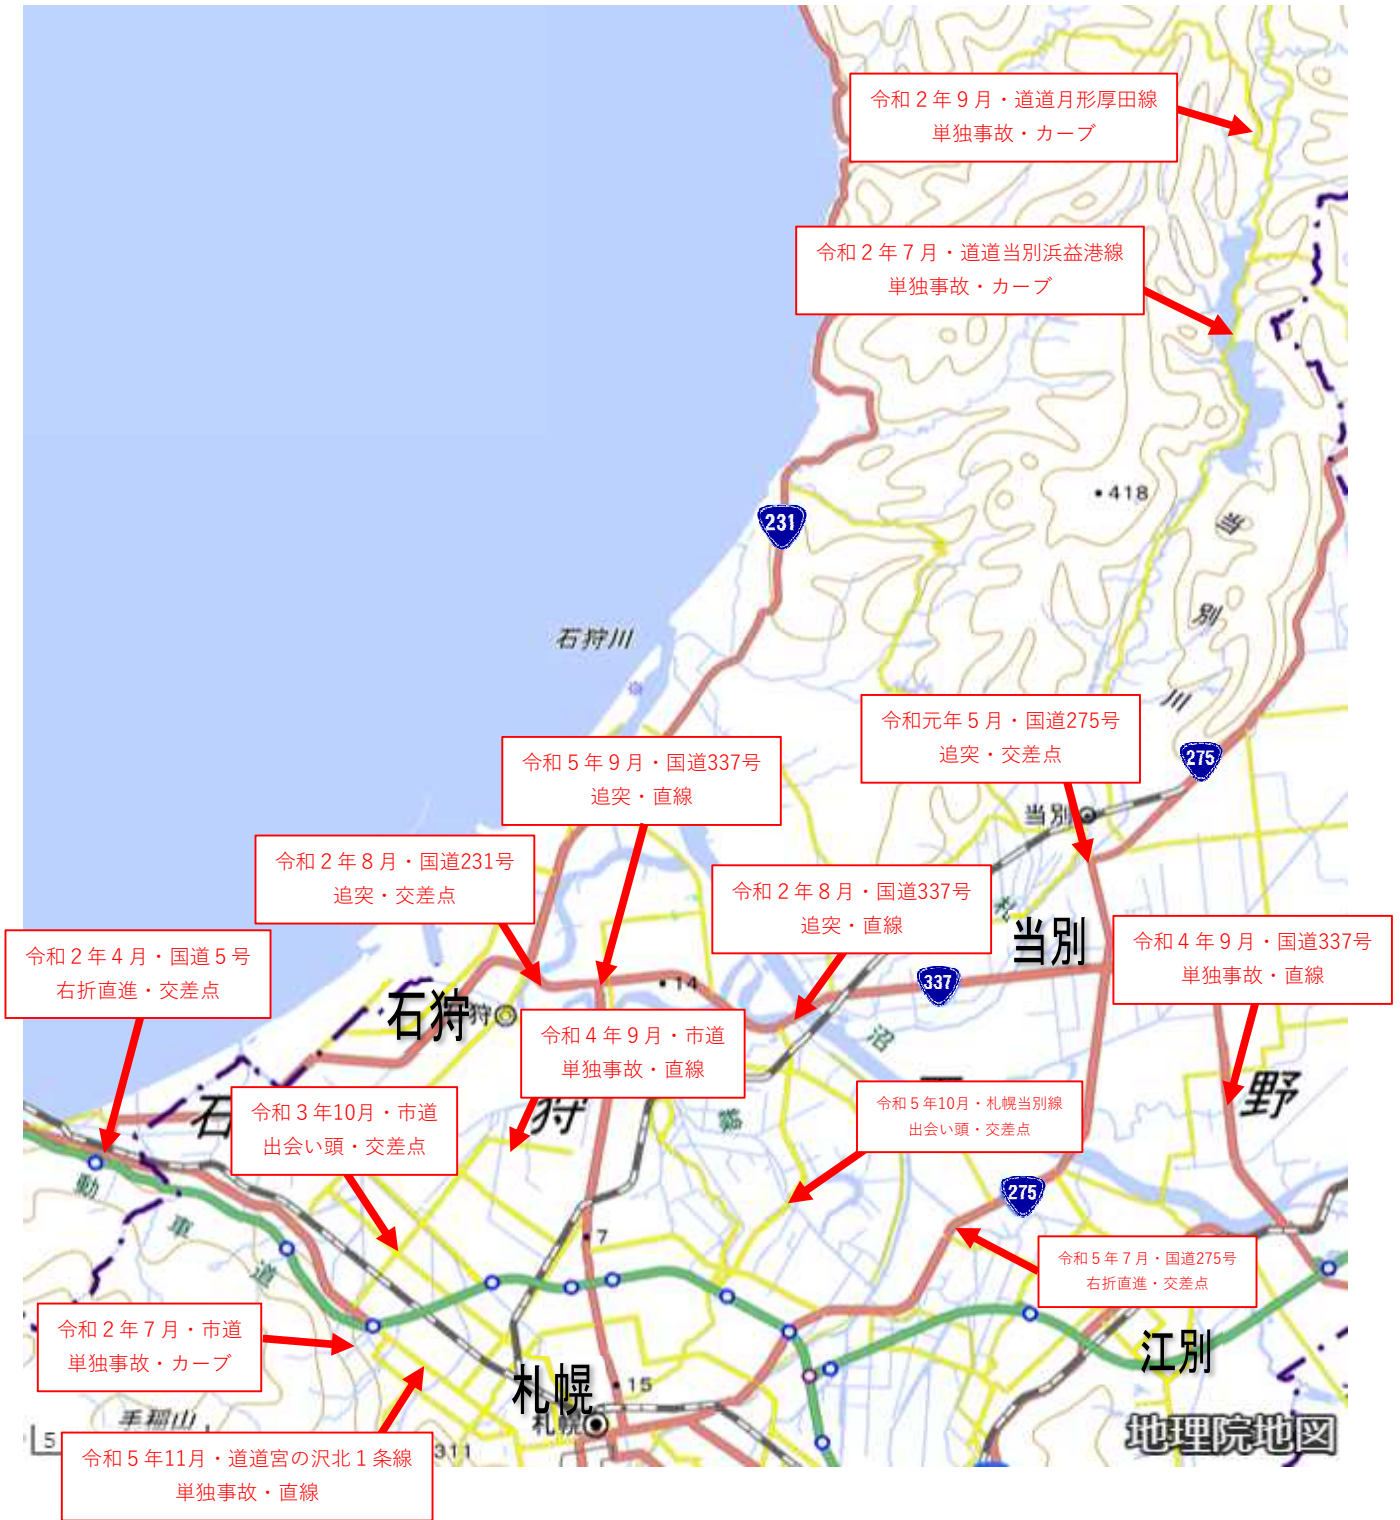 令和２年９月・道道月形厚田線
単独事故・カーブ
令和２年７月・道道当別浜益港線
単独事故・カーブ
418
231
当
別
川
石狩川
令和元年５月・国道275号
追突・交差点
令和５年９月・国道337号
追突・直線
275
当別
令和２年８月・国道231号
追突・交差点
令和２年８月・国道337号
追突・直線
当別
令和４年９月・国道337号
単独事故・直線
令和２年４月・国道５号
右折直進・交差点
337
14
石狩
狩
沼
令和４年９月・市道
単独事故・直線
石
狩
野
令和３年10月・市道
出会い頭・交差点
令和５年10月・札幌当別線
出会い頭・交差点
動
車
道
275
7
令和５年７月・国道275号
右折直進・交差点
令和２年７月・市道
単独事故・カーブ
江別
札幌
15
札幌
手稲山
5
311
地理院地図
令和５年11月・道道宮の沢北１条線
単独事故・直線